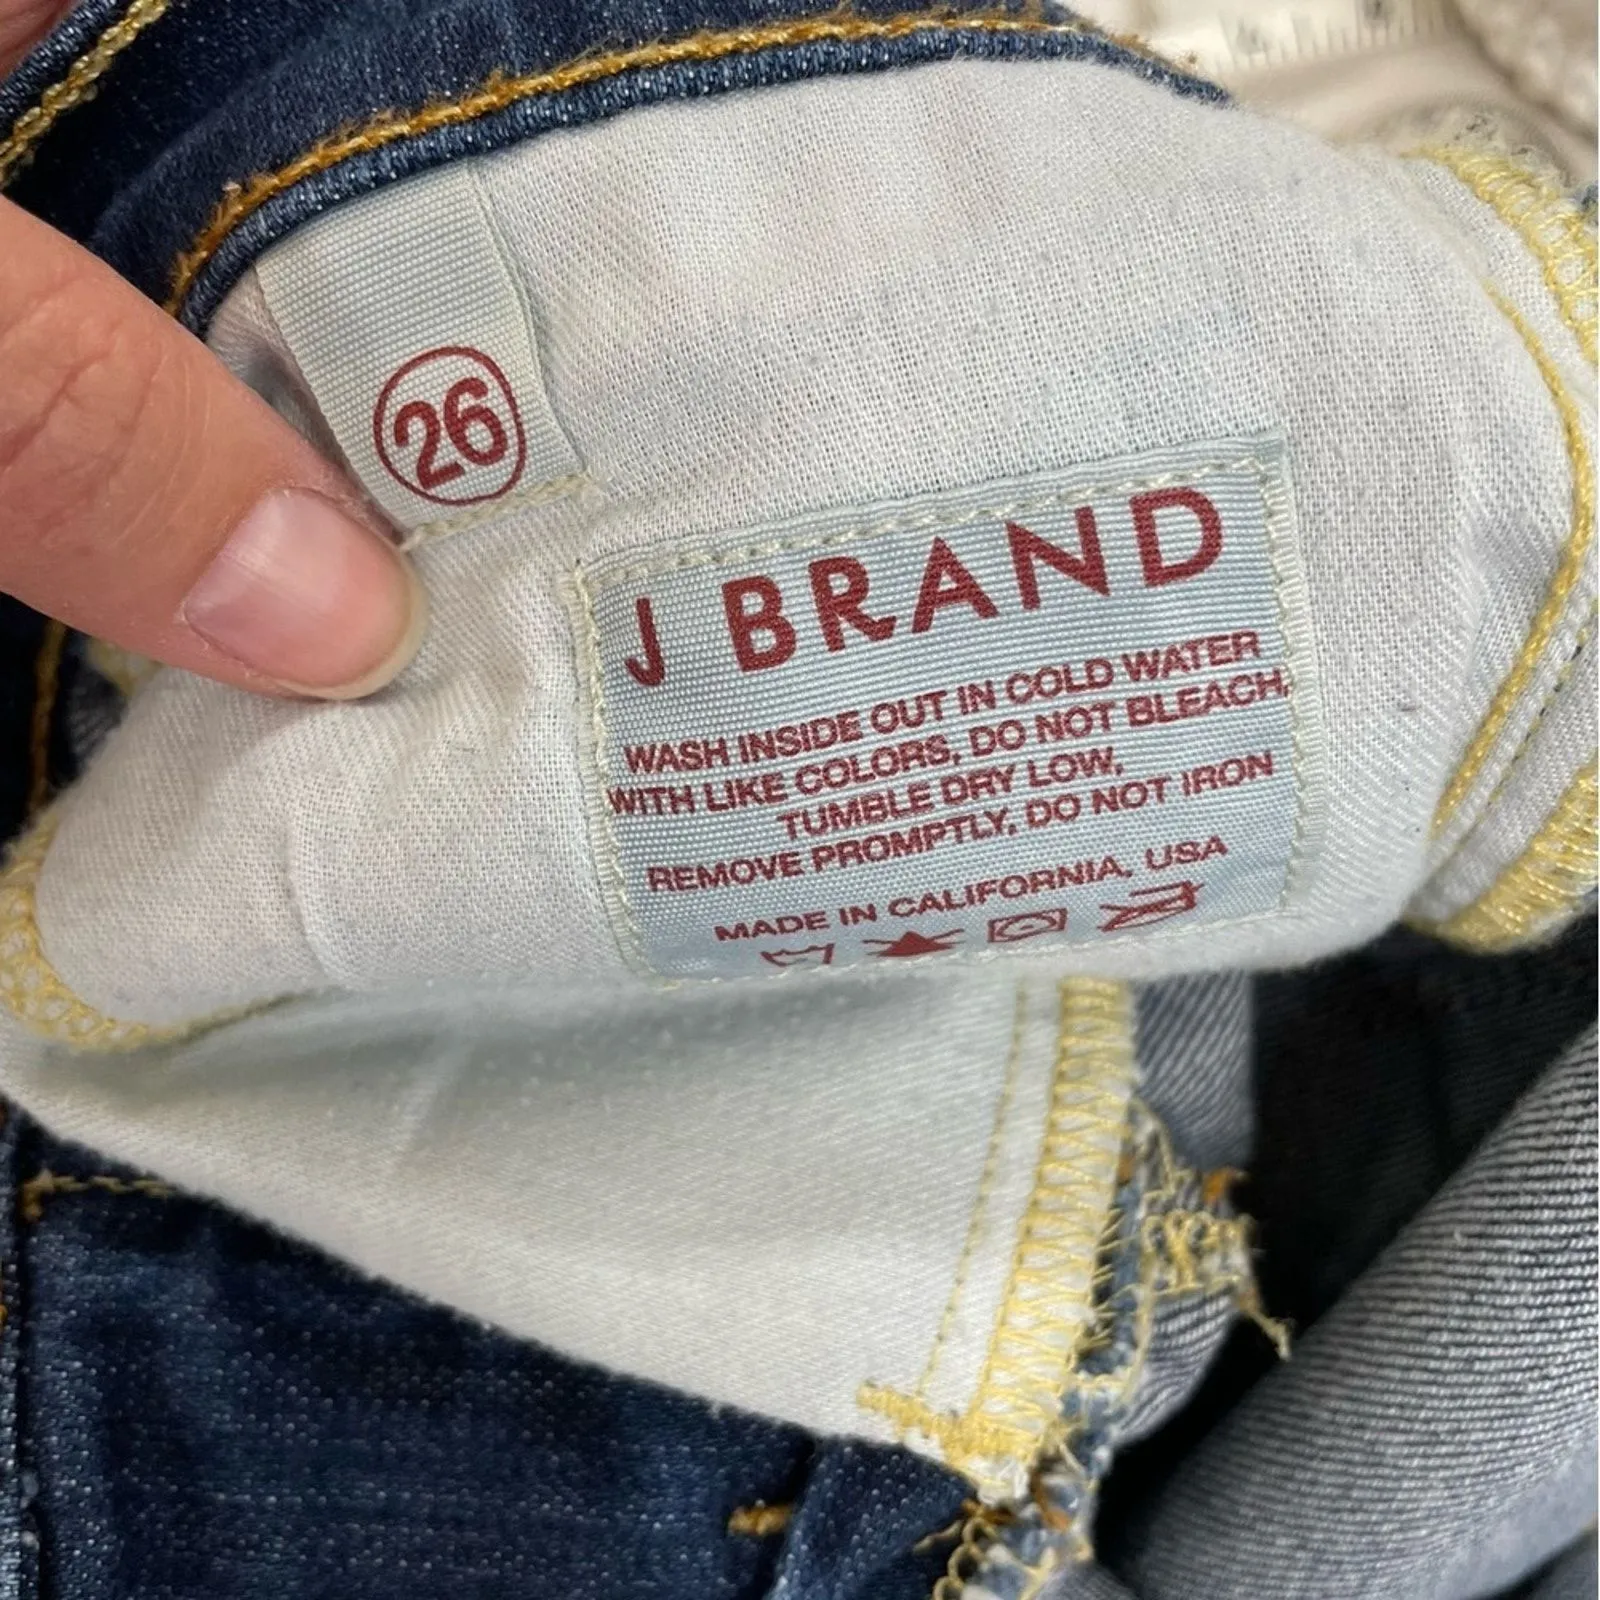 26
J BRAND
WASH INSIDE OUT IN COLD WATER
WITH LIKE COLORS, DO NOT BLEACH,
TUMBLE DRY LOW,
REMOVE PROMPTLY, DO NOT IRON
MADE IN CALIFORNIA, USA